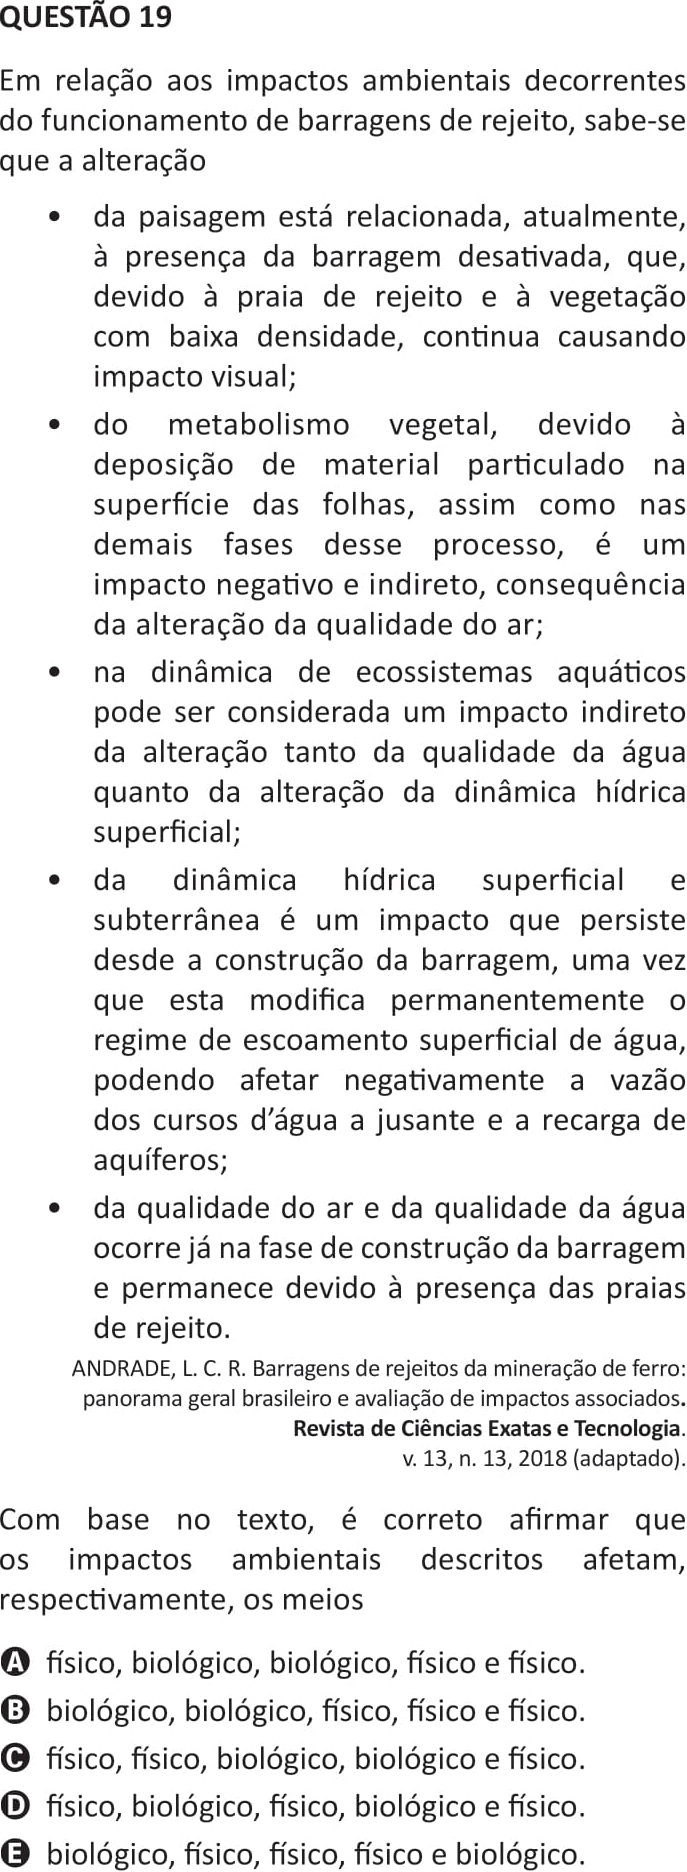 QUESTÃO 19
Em relação aos impactos ambientais decorrentes
do funcionamento de barragens de rejeito, sabe-se
que a alteração
• da paisagem está relacionada, atualmente,
à presença da barragem desativada, que,
devido à praia de rejeito e à vegetação
com baixa densidade, continua causando
impacto visual;
• do metabolismo vegetal, devido à
deposição de material particulado na
superfície das folhas, assim como nas
demais fases desse processo, é um
impacto negativo e indireto, consequência
da alteração da qualidade do ar;
• na dinâmica de ecossistemas aquáticos
pode ser considerada um impacto indireto
da alteração tanto da qualidade da água
quanto da alteração da dinâmica hídrica
superficial;
• da dinâmica hídrica superficial e
subterrânea é um impacto que persiste
desde a construção da barragem, uma vez
que esta modifica permanentemente o
regime de escoamento superficial de água,
podendo afetar negativamente a vazão
dos cursos d’água a jusante e a recarga de
aquíferos;
• da qualidade do ar e da qualidade da água
ocorre já na fase de construção da barragem
e permanece devido à presença das praias
de rejeito.
ANDRADE, L. C. R. Barragens de rejeitos da mineração de ferro:
panorama geral brasileiro e avaliação de impactos associados.
Revista de Ciências Exatas e Tecnologia.
v. 13, n. 13, 2018 (adaptado).
Com base no texto, é correto afirmar que
os impactos ambientais descritos afetam,
respectivamente, os meios
A físico, biológico, biológico, físico e físico.
B biológico, biológico, físico, físico e físico.
C físico, físico, biológico, biológico e físico.
D físico, biológico, físico, biológico e físico.
E biológico, físico, físico, físico e biológico.